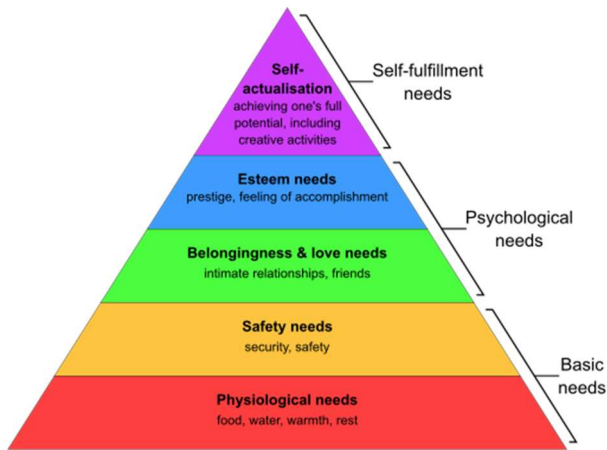 Self-
actualisation
achieving one's full
potential, including
creative activities
Self-fulfillment
needs
Esteem needs
prestige, feeling of accomplishment
Psychological
needs
Belongingness & love needs
intimate relationships, friends
Safety needs
security, safety
Basic
needs
Physiological needs
food, water, warmth, rest